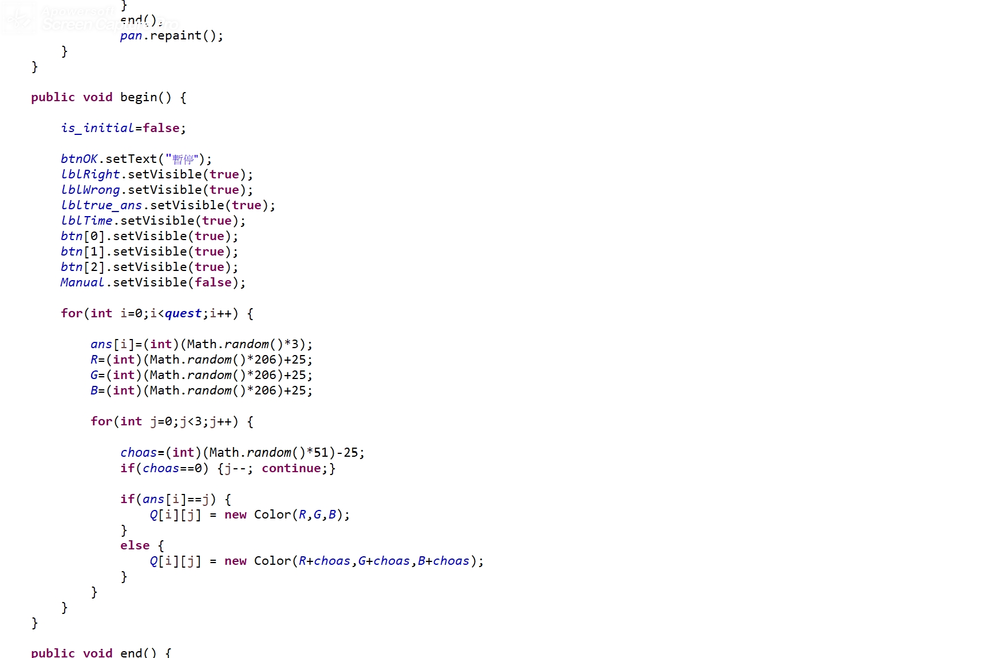 Apowersoft
Screen Capture Pro
}
end();
pan.repaint();
}
}
public void begin() {
is_initial=false;
btnOK.setText("暫停");
lblRight.setVisible(true);
lblWrong.setVisible(true);
lbltrue_ans.setVisible(true);
lblTime.setVisible(true);
btn[0].setVisible(true);
btn[1].setVisible(true);
btn[2].setVisible(true);
Manual.setVisible(false);
for(int i=0;i<quest;i++) {
ans[i]=(int)(Math.random()*3);
R=(int)(Math.random()*206)+25;
G=(int)(Math.random()*206)+25;
B=(int)(Math.random()*206)+25;
for(int j=0;j<3;j++) {
choas=(int)(Math.random()*51)-25;
if(choas==0) {j--; continue;}
if(ans[i]==j) {
Q[i][j] = new Color(R,G,B);
}
else {
Q[i][j] = new Color(R+choas,G+choas,B+choas);
}
}
}
}
public void end() {